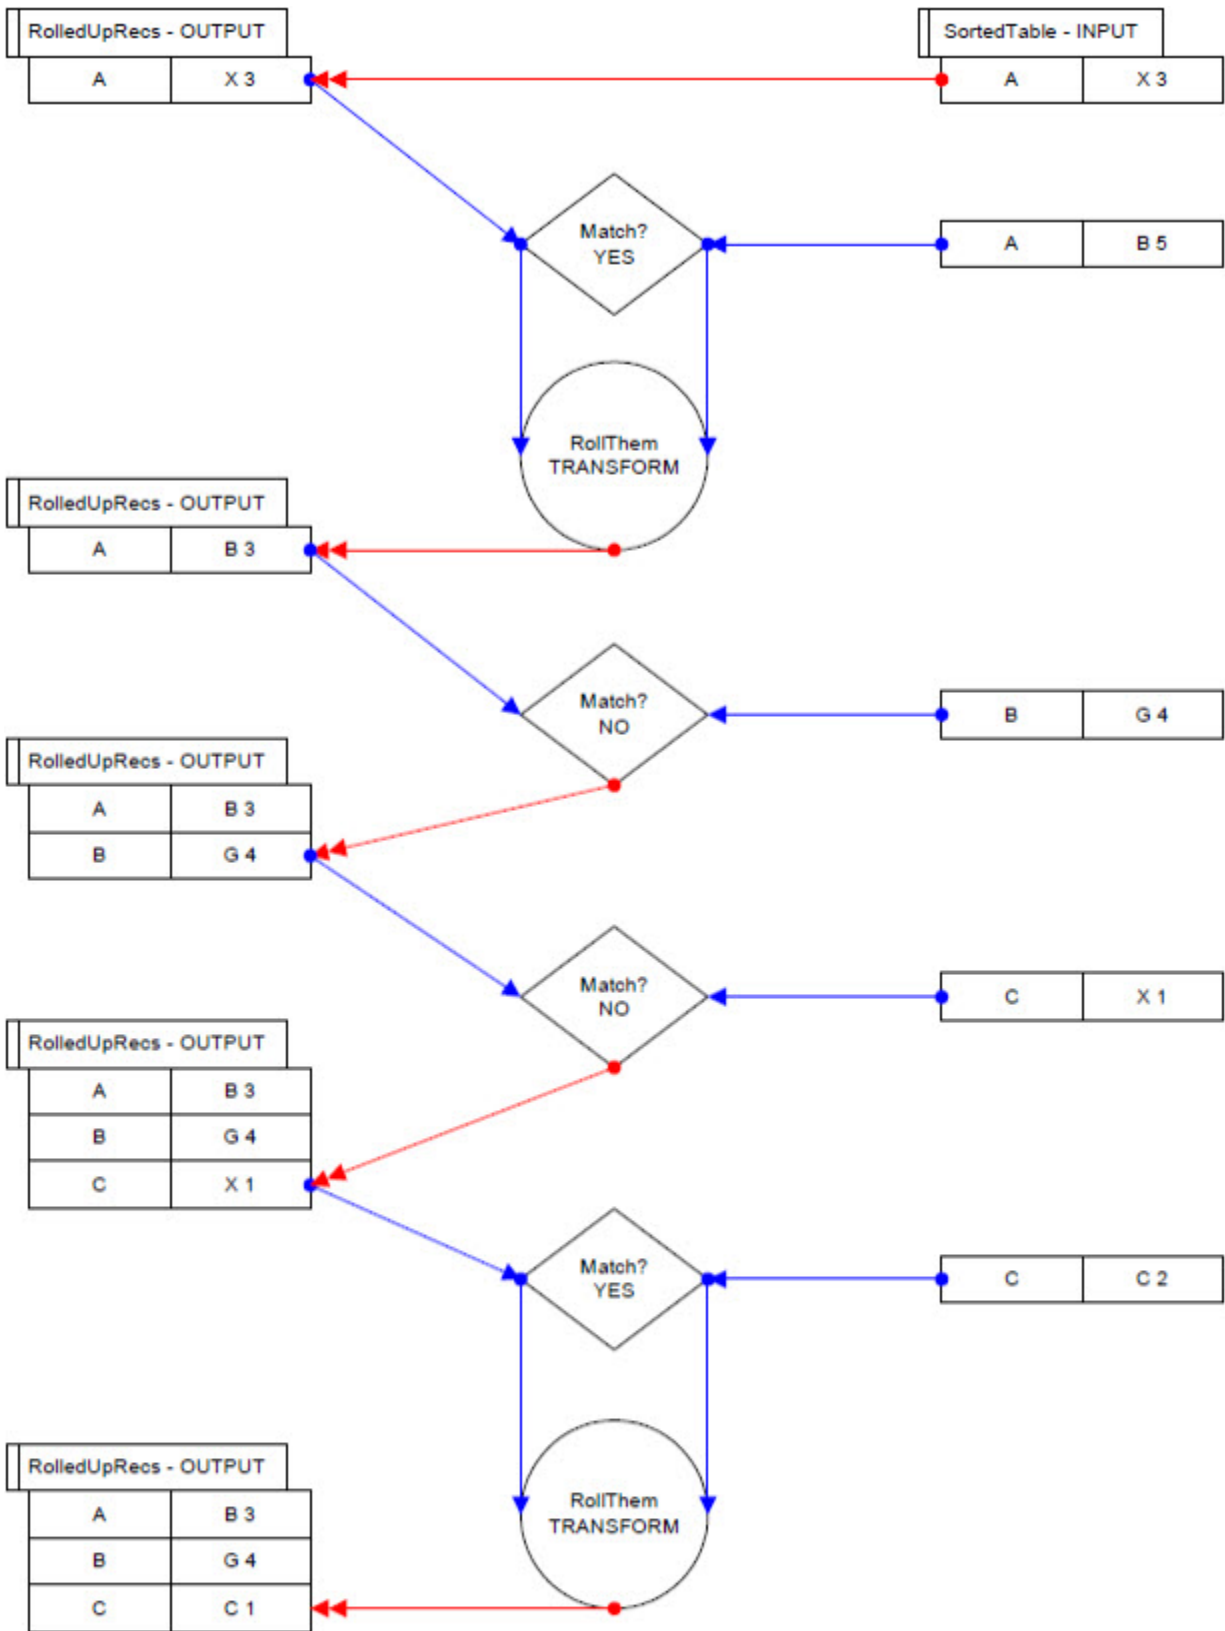 RolledUpRecs - OUTPUT
SortedTable - INPUT
A X 3
A X 3
Match?
YES
A B 5
RollThem
TRANSFORM
RolledUpRecs - OUTPUT
A B 3
Match?
NO
B G 4
RolledUpRecs - OUTPUT
A B 3
B G 4
Match?
NO
C X 1
RolledUpRecs - OUTPUT
A B 3
B G 4
C X 1
Match?
YES
C C 2
RollThem
TRANSFORM
RolledUpRecs - OUTPUT
A B 3
B G 4
C C 1